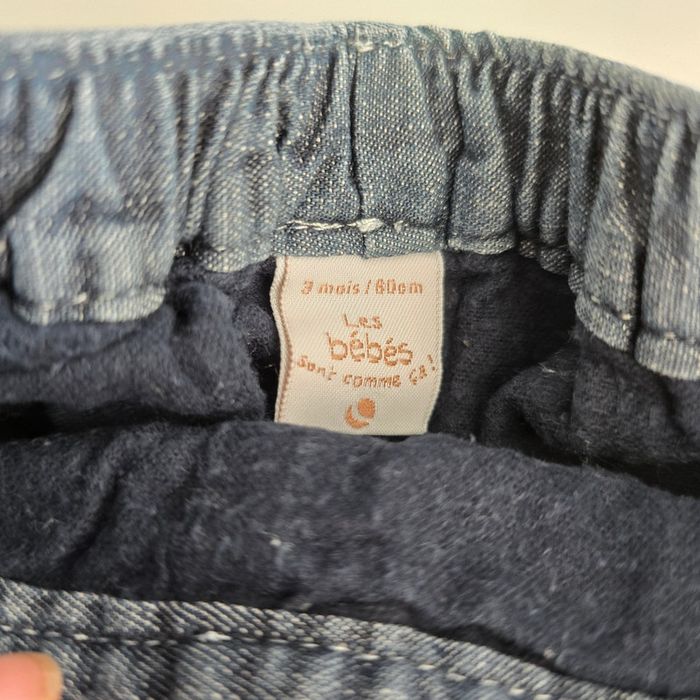 3 mois / 60cm
Les
bébés
sont comme ça !